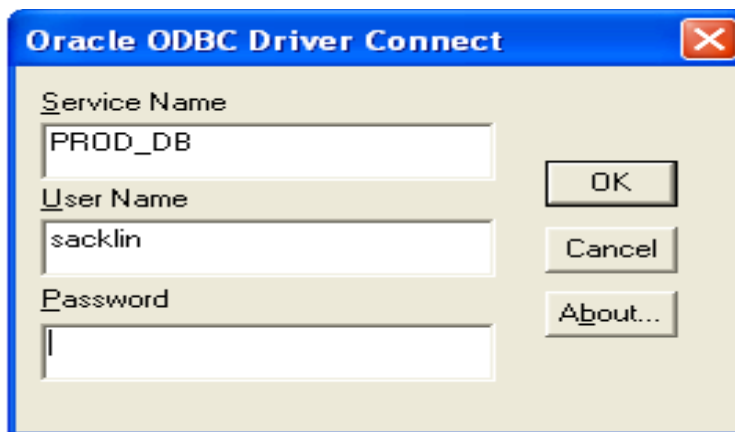 Oracle ODBC Driver Connect
Service Name
PROD_DB
OK
User Name
sacklin
Cancel
Password
About...